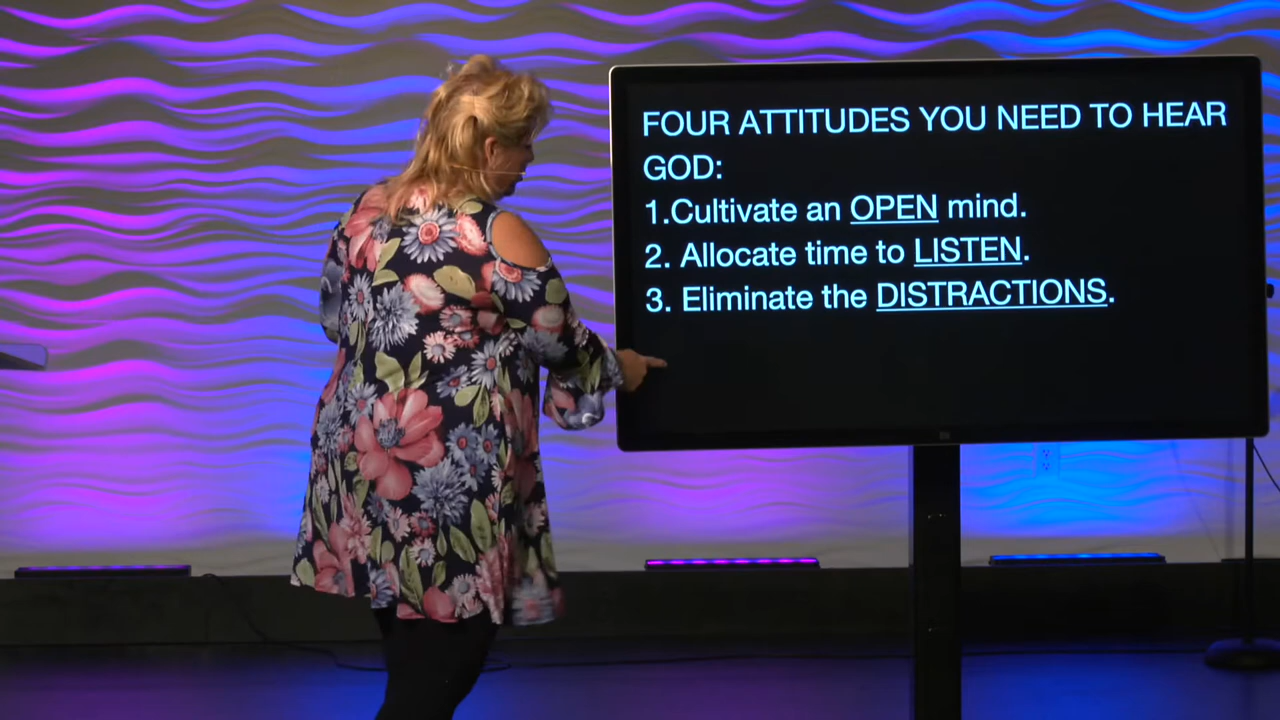 FOUR ATTITUDES YOU NEED TO HEAR
GOD:
1.Cultivate an OPEN mind.
2. Allocate time to LISTEN.
3. Eliminate the DISTRACTIONS.